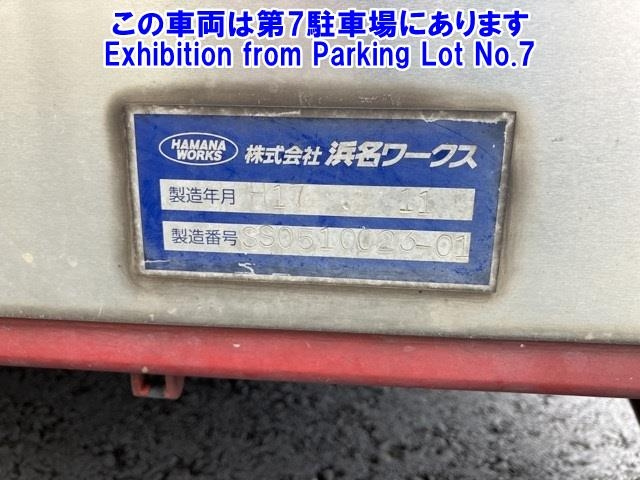 この車両は第7駐車場にあります
Exhibition from Parking Lot No.7
HAMANA
WORKS
株式会社 浜名ワークス
製造年月 H17 . 11
製造番号 SS0510023-01